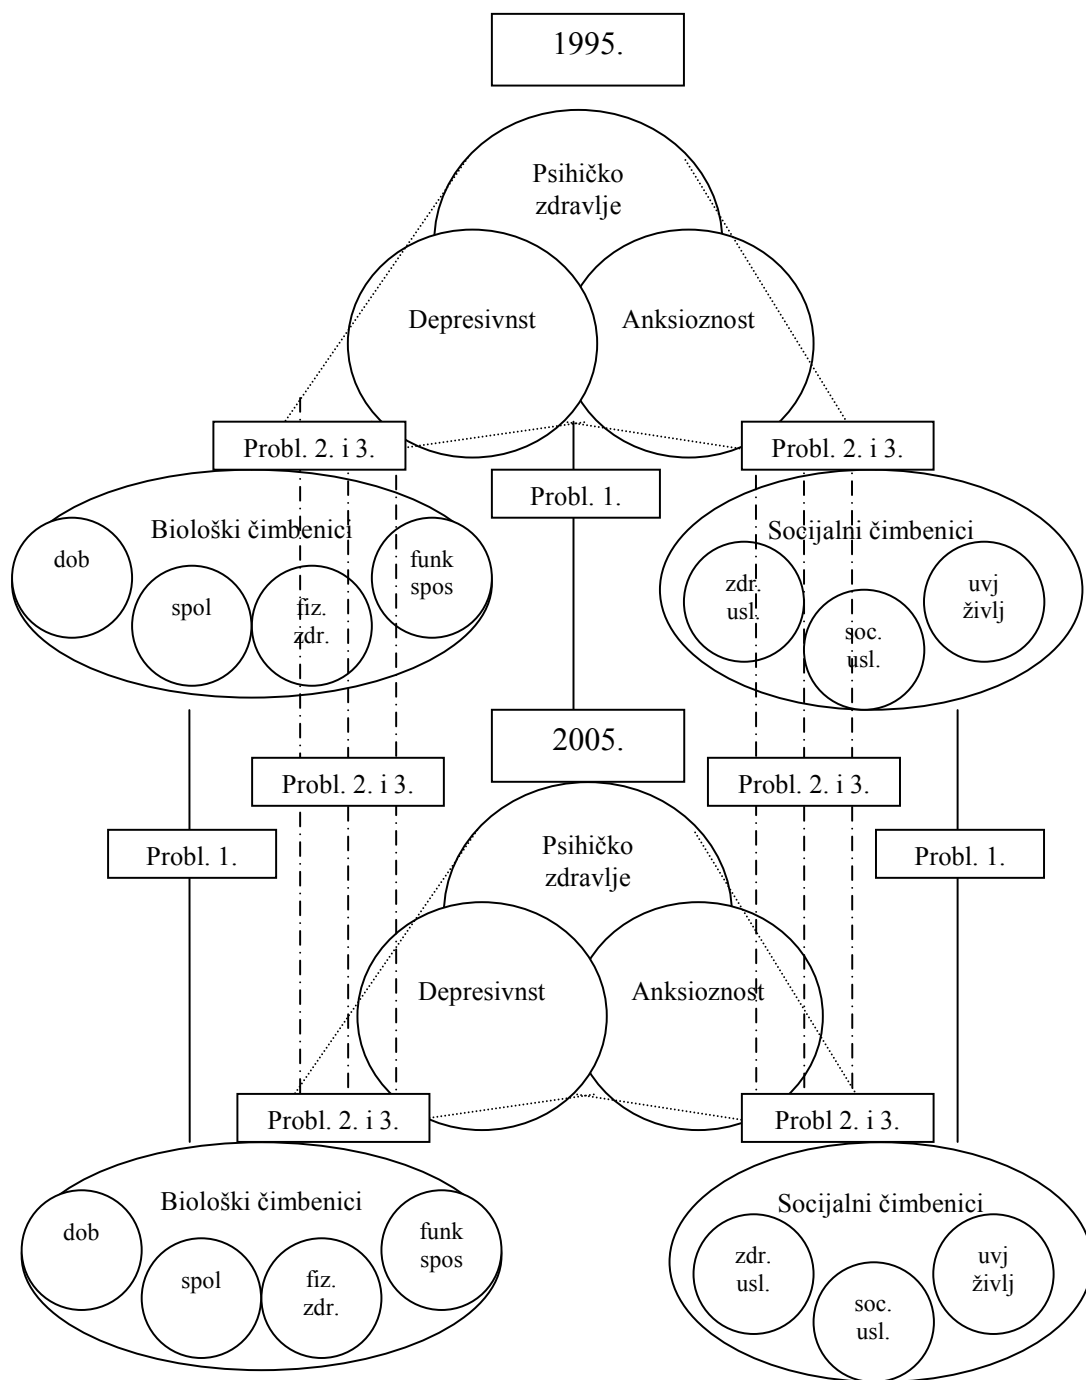 1995.
Psihičko
zdravlje
Depresivnst
Anksioznost
Probl. 2. i 3.
Probl. 2. i 3.
Probl. 1.
Biološki čimbenici
dob
spol
fiz.
zdr.
funk
spos
Socijalni čimbenici
zdr.
usl.
soc.
usl.
uvj
življ
2005.
Probl. 2. i 3.
Probl. 2. i 3.
Probl. 1.
Probl. 1.
Psihičko
zdravlje
Depresivnst
Anksioznost
Probl. 2. i 3.
Probl 2. i 3.
Biološki čimbenici
dob
spol
fiz.
zdr.
funk
spos
Socijalni čimbenici
zdr.
usl.
soc.
usl.
uvj
življ